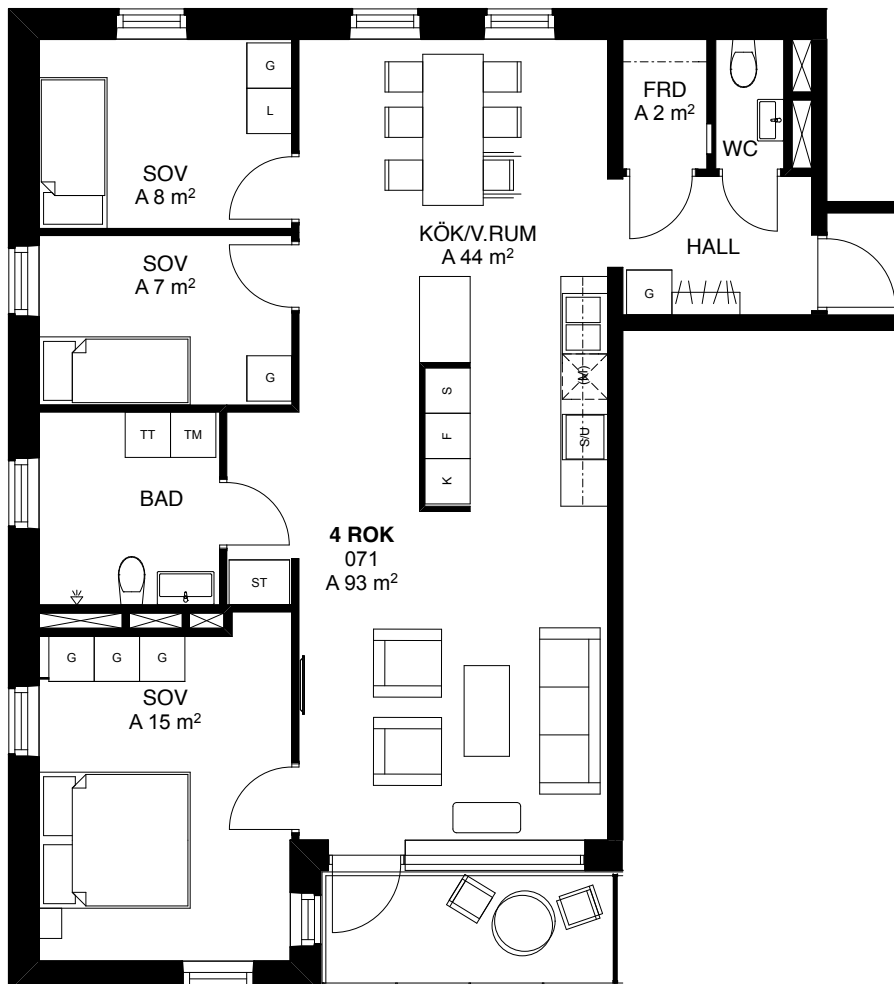 G
L
SOV
A 8 m²
FRD
A 2 m²
WC
KÖK/V.RUM
A 44 m²
HALL
G
SOV
A 7 m²
G
S
F
K
(M)
S/U
TT
TM
BAD
ST
4 ROK
071
A 93 m²
G
G
G
SOV
A 15 m²